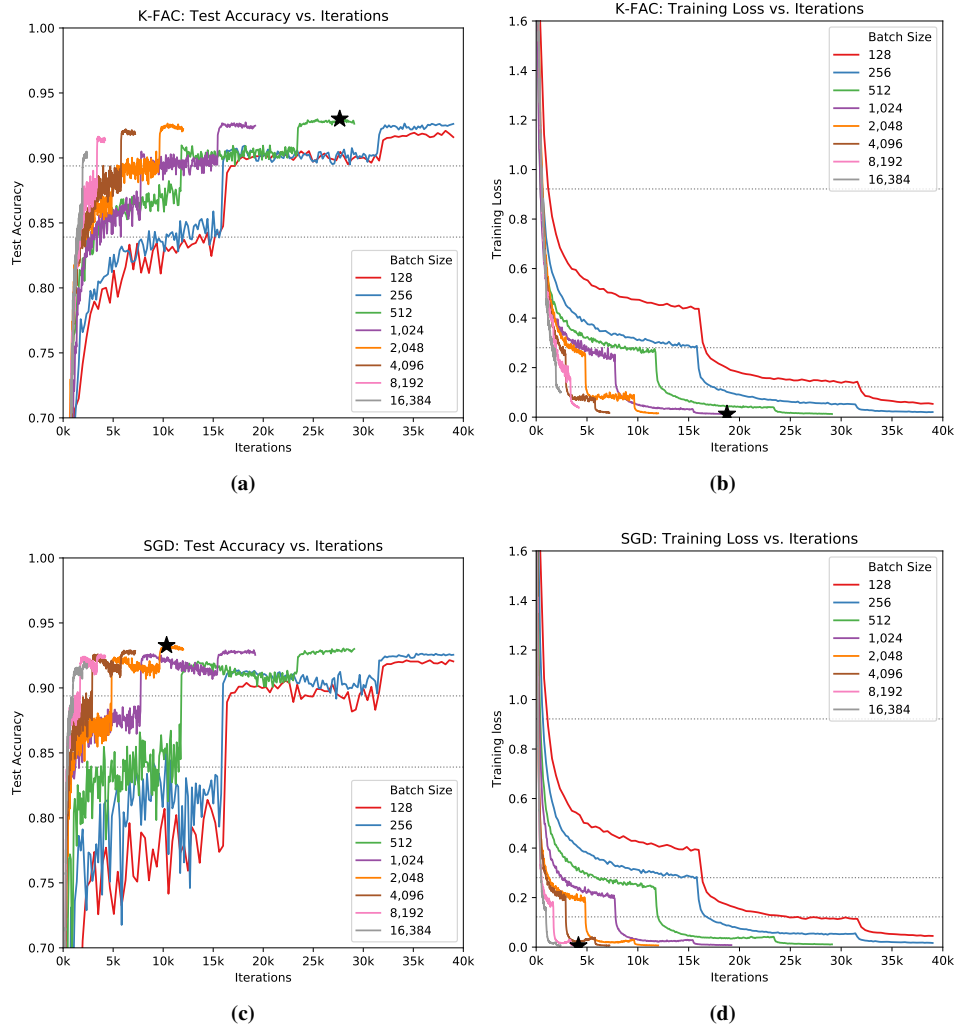 K-FAC: Test Accuracy vs. Iterations
1.00
0.95
0.90
0.85
0.80
0.75
0.70
Test Accuracy
0k 5k 10k 15k 20k 25k 30k 35k 40k
Iterations
Batch Size
128
256
512
1,024
2,048
4,096
8,192
16,384
(a)
K-FAC: Training Loss vs. Iterations
1.6
1.4
1.2
1.0
0.8
0.6
0.4
0.2
0.0
Training Loss
0k 5k 10k 15k 20k 25k 30k 35k 40k
Iterations
Batch Size
128
256
512
1,024
2,048
4,096
8,192
16,384
(b)
SGD: Test Accuracy vs. Iterations
1.00
0.95
0.90
0.85
0.80
0.75
0.70
Test Accuracy
0k 5k 10k 15k 20k 25k 30k 35k 40k
Iterations
Batch Size
128
256
512
1,024
2,048
4,096
8,192
16,384
(c)
SGD: Training Loss vs. Iterations
1.6
1.4
1.2
1.0
0.8
0.6
0.4
0.2
0.0
Training loss
0k 5k 10k 15k 20k 25k 30k 35k 40k
Iterations
Batch Size
128
256
512
1,024
2,048
4,096
8,192
16,384
(d)